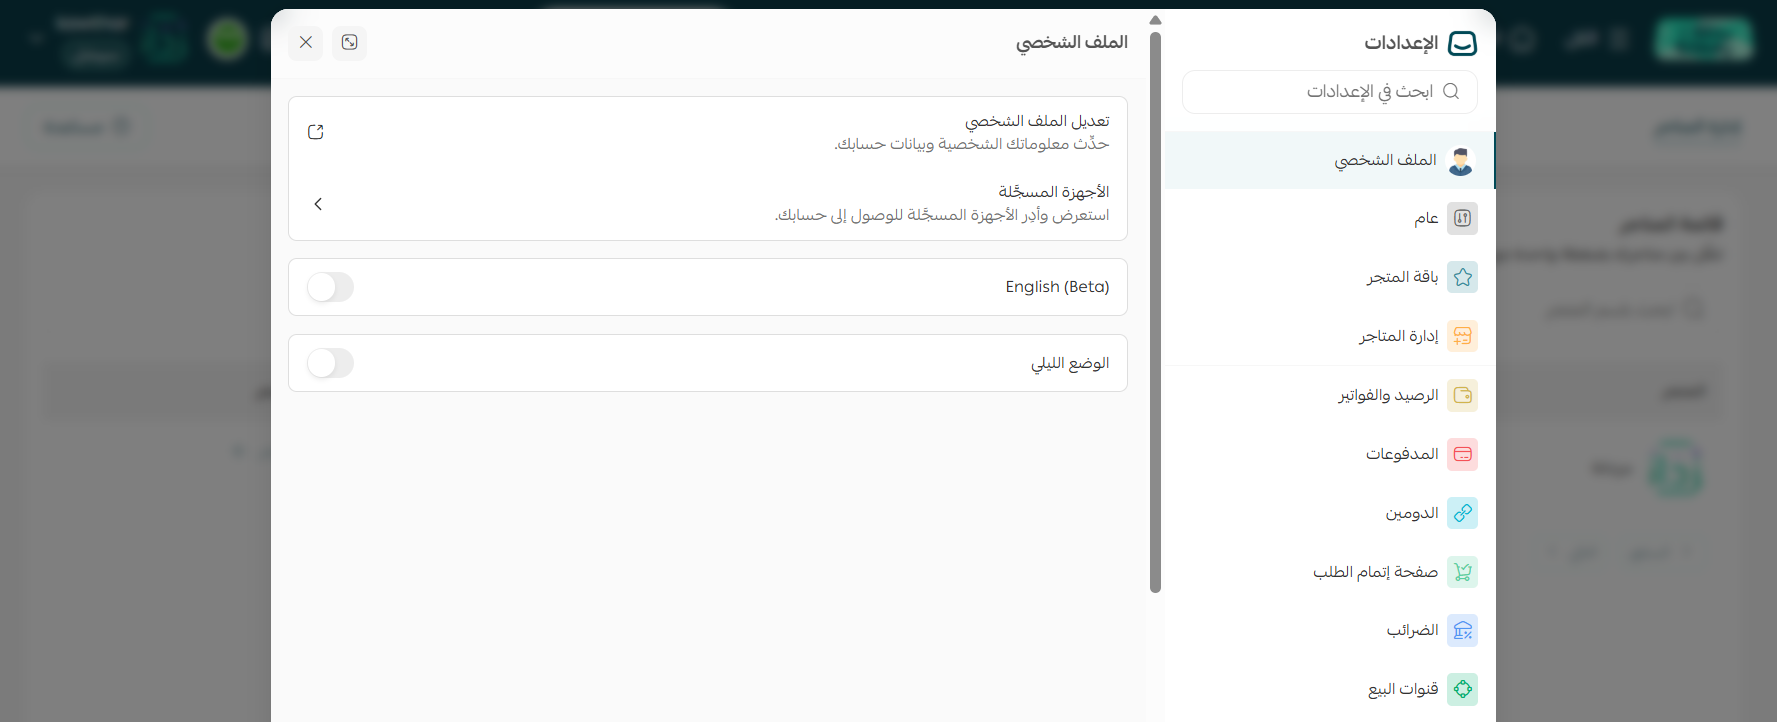 الإعدادات
ابحث في الإعدادات
الملف الشخصي
عام
باقة المتجر
إدارة المتاجر
الرصيد والفواتير
المدفوعات
الدومين
صفحة إتمام الطلب
الضرائب
قنوات البيع
الملف الشخصي
تعديل الملف الشخصي
حدِّث معلوماتك الشخصية وبيانات حسابك.
الأجهزة المسجَّلة
استعرض وأدِر الأجهزة المسجَّلة للوصول إلى حسابك.
English (Beta)
الوضع الليلي